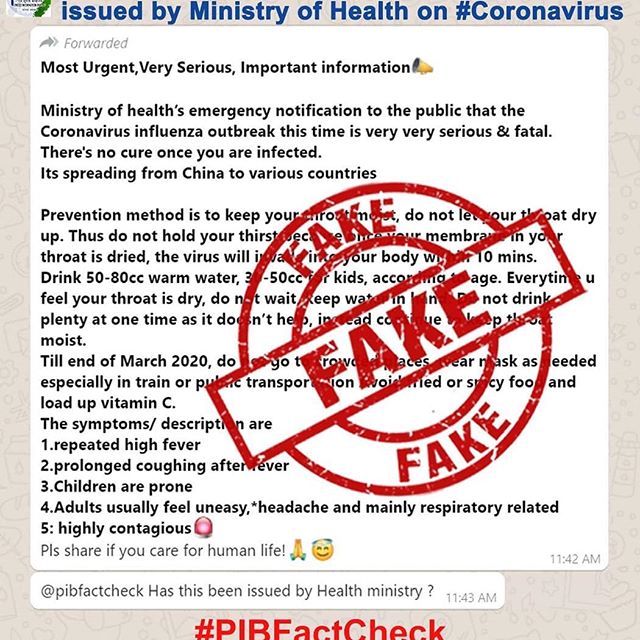 issued by Ministry of Health on #Coronavirus
Forwarded
Most Urgent,Very Serious, Important information
Ministry of health's emergency notification to the public that the
Coronavirus influenza outbreak this time is very very serious & fatal.
There's no cure once you are infected.
Its spreading from China to various countries
Prevention method is to keep your throat moist, do not let your throat dry
up. Thus do not hold your thirst because once your membrane in your
throat is dried, the virus will into your body within 10 mins.
Drink 50-80cc warm water, 30-50cc for kids, according to age. Everytime u
feel your throat is dry, do not wait, keep water in hand. Do not drink
plenty at one time as it doesn't help, instead continue to keep throat
moist.
Till end of March 2020, do not go to crowded places, wear mask as needed
especially in train or public transportation avoid fried or spicy food and
load up vitamin C.
The symptoms/ description are
1.repeated high fever
2.prolonged coughing after fever
3.Children are prone
4.Adults usually feel uneasy,*headache and mainly respiratory related
5: highly contagious
Pls share if you care for human life!
11:42 AM
FAKE
FAKE
FAKE
@pibfactcheck Has this been issued by Health ministry ?
11:43 AM
#PIBFactCheck